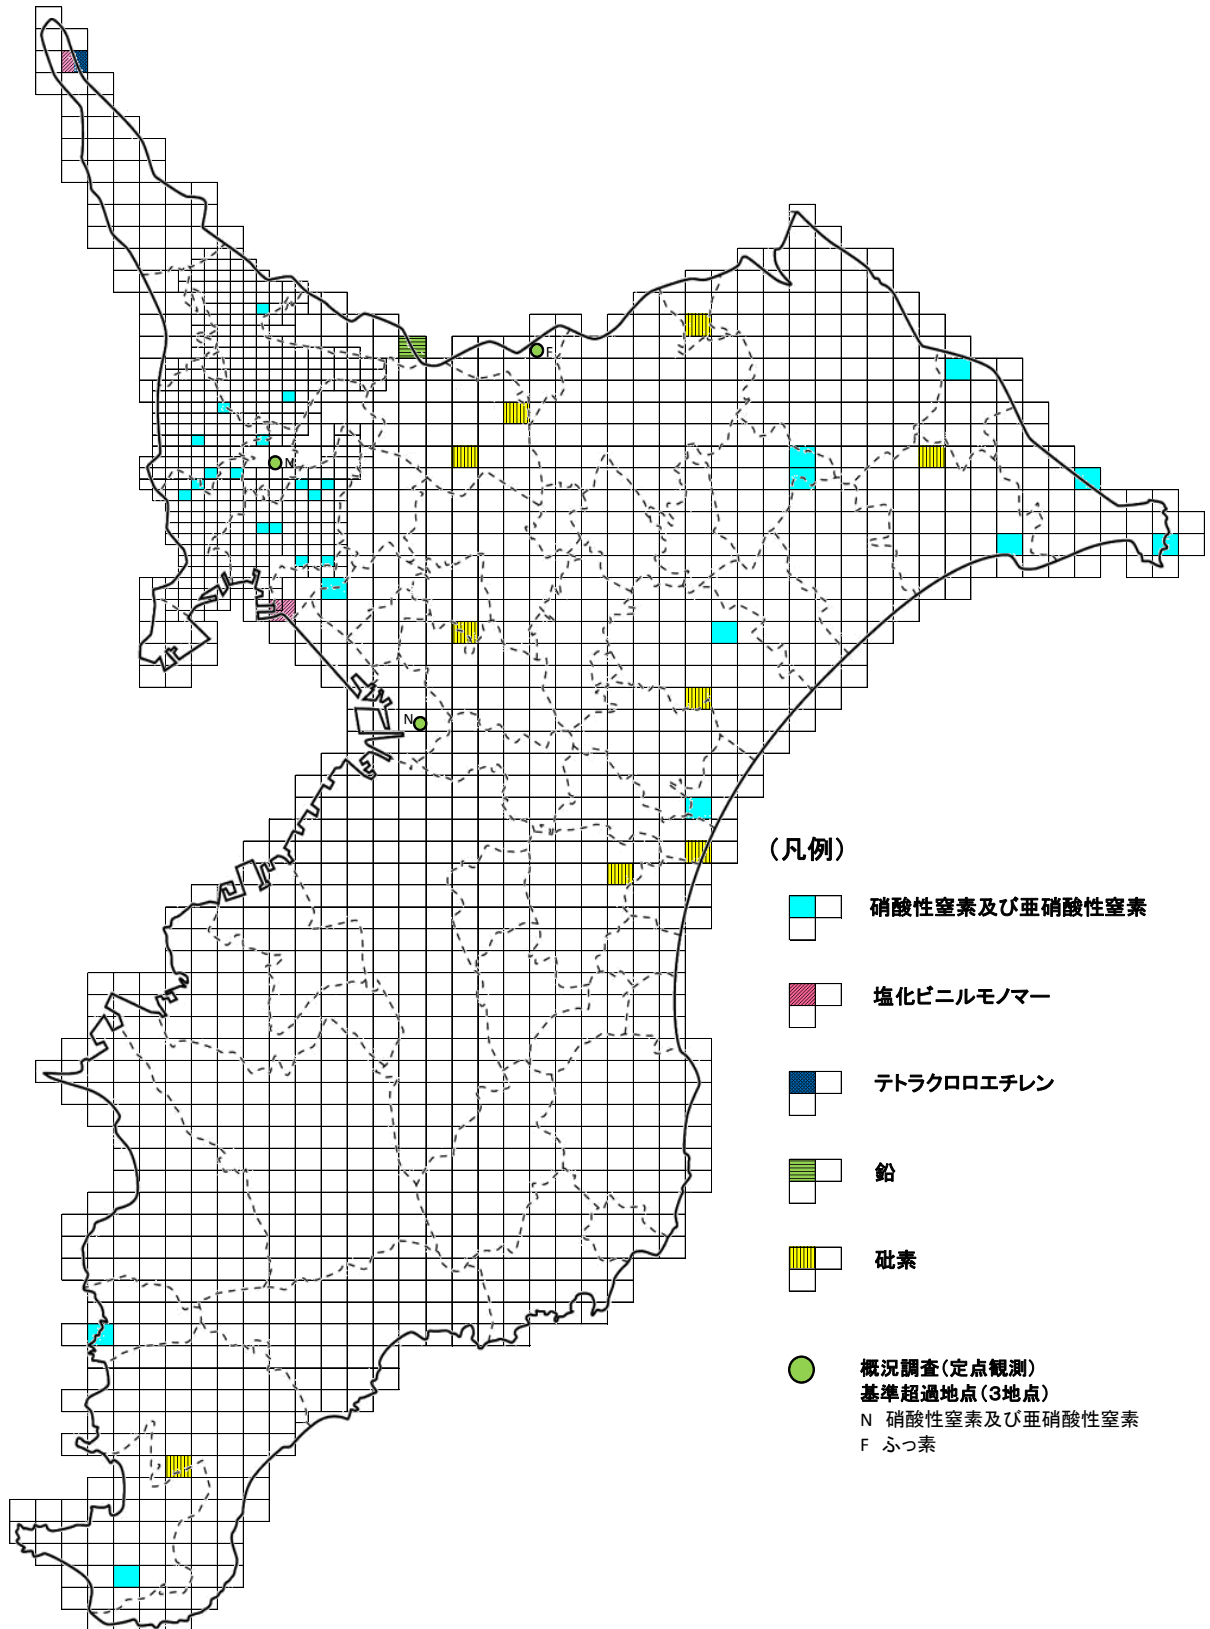 F
N
N
（凡例）
硝酸性窒素及び亜硝酸性窒素
塩化ビニルモノマー
テトラクロロエチレン
鉛
砒素
概況調査（定点観測）
基準超過地点（３地点）
N 硝酸性窒素及び亜硝酸性窒素
F ふっ素